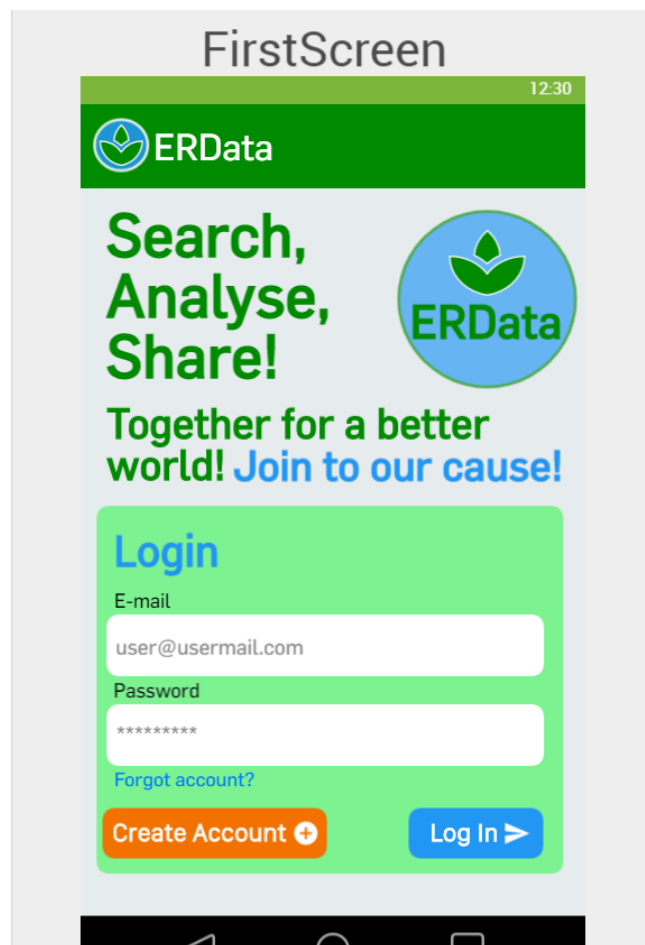 FirstScreen
12:30
ERData
Search,
Analyse,
Share!
ERData
Together for a better
world! Join to our cause!
Login
E-mail
user@usermail.com
Password
*********
Forgot account?
Create Account
Log In